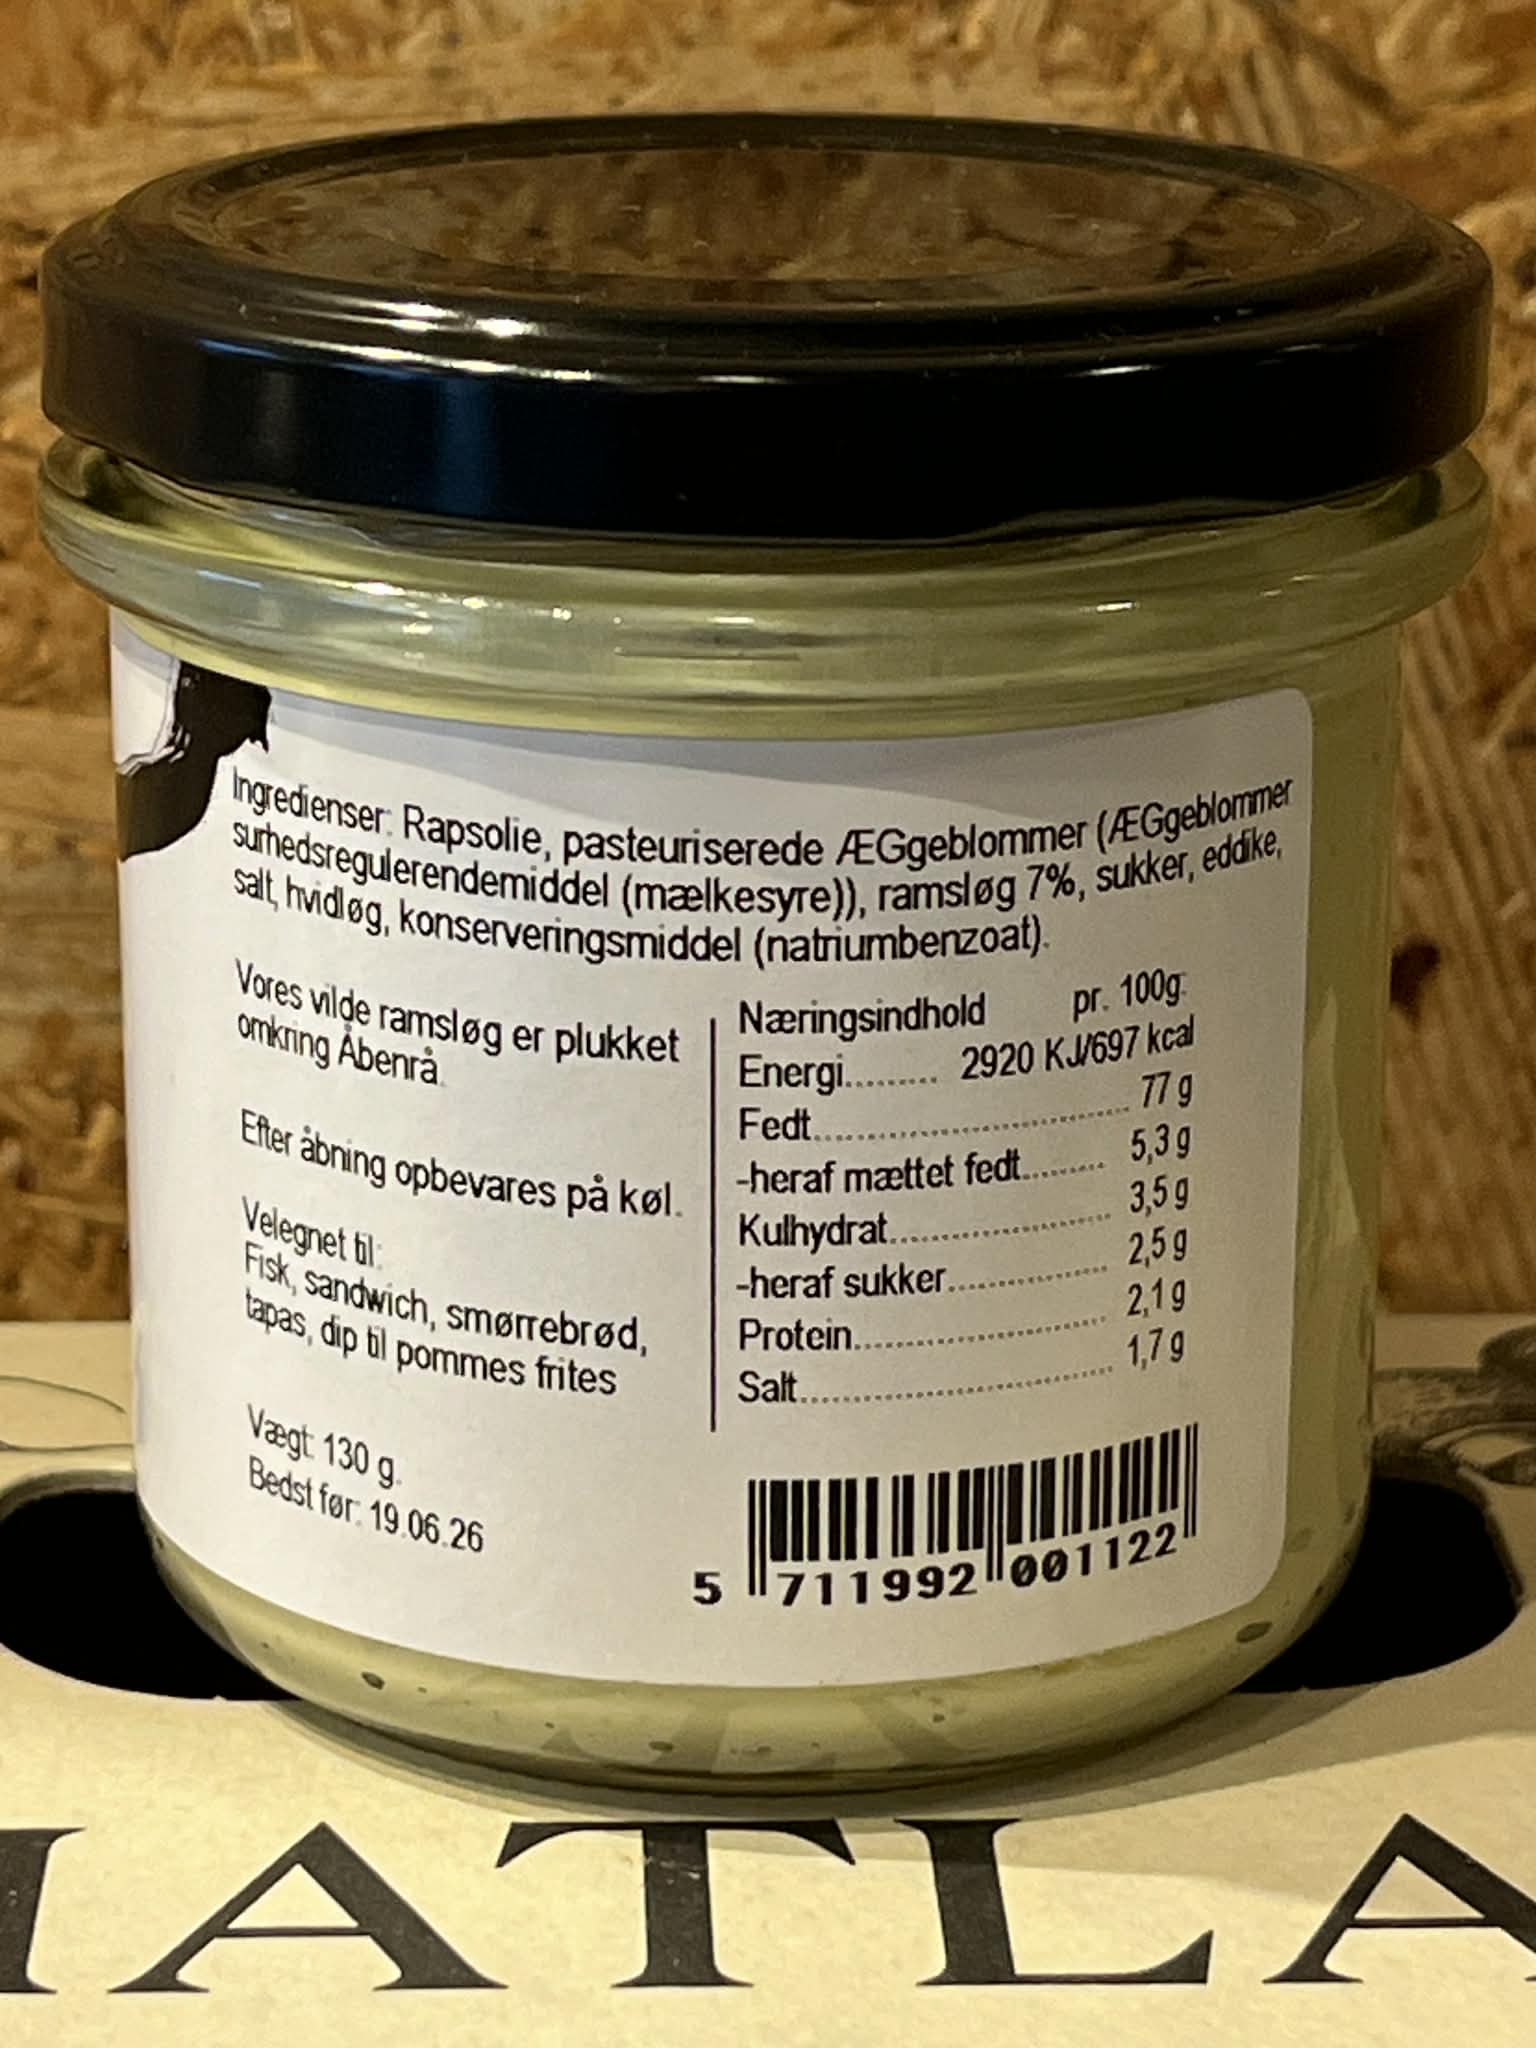 Ingredienser: Rapsolie, pasteuriserede ÆGgeblommer (ÆGgeblommer
surhedsregulerendemiddel (mælkesyre)), ramsløg 7%, sukker, eddike,
salt, hvidløg, konserveringsmiddel (natriumbenzoat).
Vores vilde ramsløg er plukket
omkring Åbenrå.
Efter åbning opbevares på køl.
Velegnet til:
Fisk, sandwich, smørrebrød,
tapas, dip til pommes frites
Vægt: 130 g.
Bedst før: 19.06.26
Næringsindhold pr. 100g:
Energi......... 2920 KJ/697 kcal
Fedt.............................. 77 g
-heraf mættet fedt......... 5,3 g
Kulhydrat....................... 3,5 g
-heraf sukker................. 2,5 g
Protein.......................... 2,1 g
Salt................................ 1,7 g
5 711992 001122
IATLA